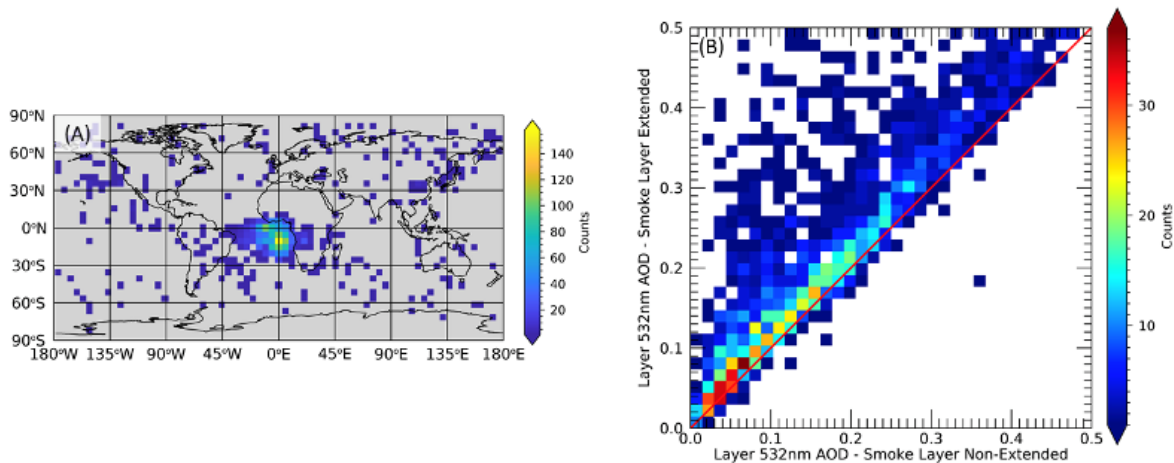 (A)
90°N
60°N
30°N
0°N
30°S
60°S
90°S
180°W 135°W 90°W 45°W 0°E 45°E 90°E 135°E 180°E
140
120
100
80
60
40
20
Counts
(B)
Layer 532nm AOD - Smoke Layer Extended
0.5
0.4
0.3
0.2
0.1
0.0
0.0 0.1 0.2 0.3 0.4 0.5
Layer 532nm AOD - Smoke Layer Non-Extended
30
20
10
Counts